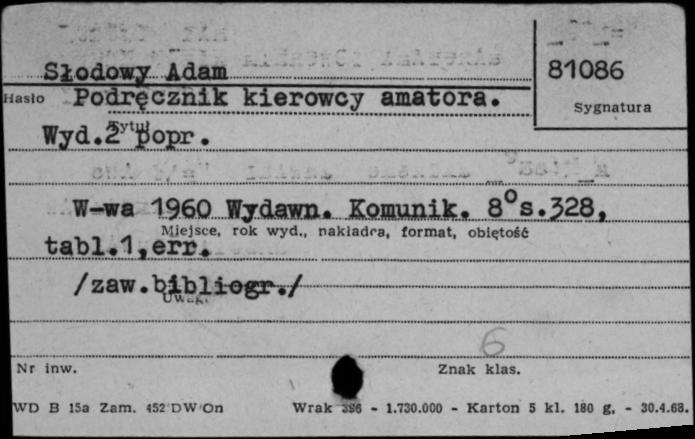 Słodowy Adam
81086
Hasło Podręcznik kierowcy amatora.
Sygnatura
Wyd.2 popr.
Tytuł
W-wa 1960 Wydawn. Komunik. 8° s.328,
Miejsce, rok wyd., nakładca, format, objętość
tabl.1,err.
/zaw.bibliogr./
Uwagi
6
Nr inw.
Znak klas.
WD B 15a Zam. 452 DW/On
Wrak 396 - 1.730.000 - Karton 5 kl. 180 g, - 30.4.68.